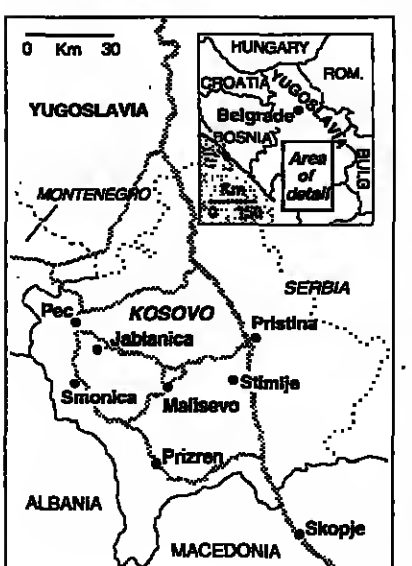 0 Km 30
HUNGARY
CROATIA
YUGOSLAVIA
ROM.
Belgrade
BOSNIA
BULG
Area
of
detail
Km
YUGOSLAVIA
MONTENEGRO
SERBIA
Pec
KOSOVO
Jablanica
Pristina
Smonica
Malisevo
Stimlje
Prizren
ALBANIA
Skopje
MACEDONIA